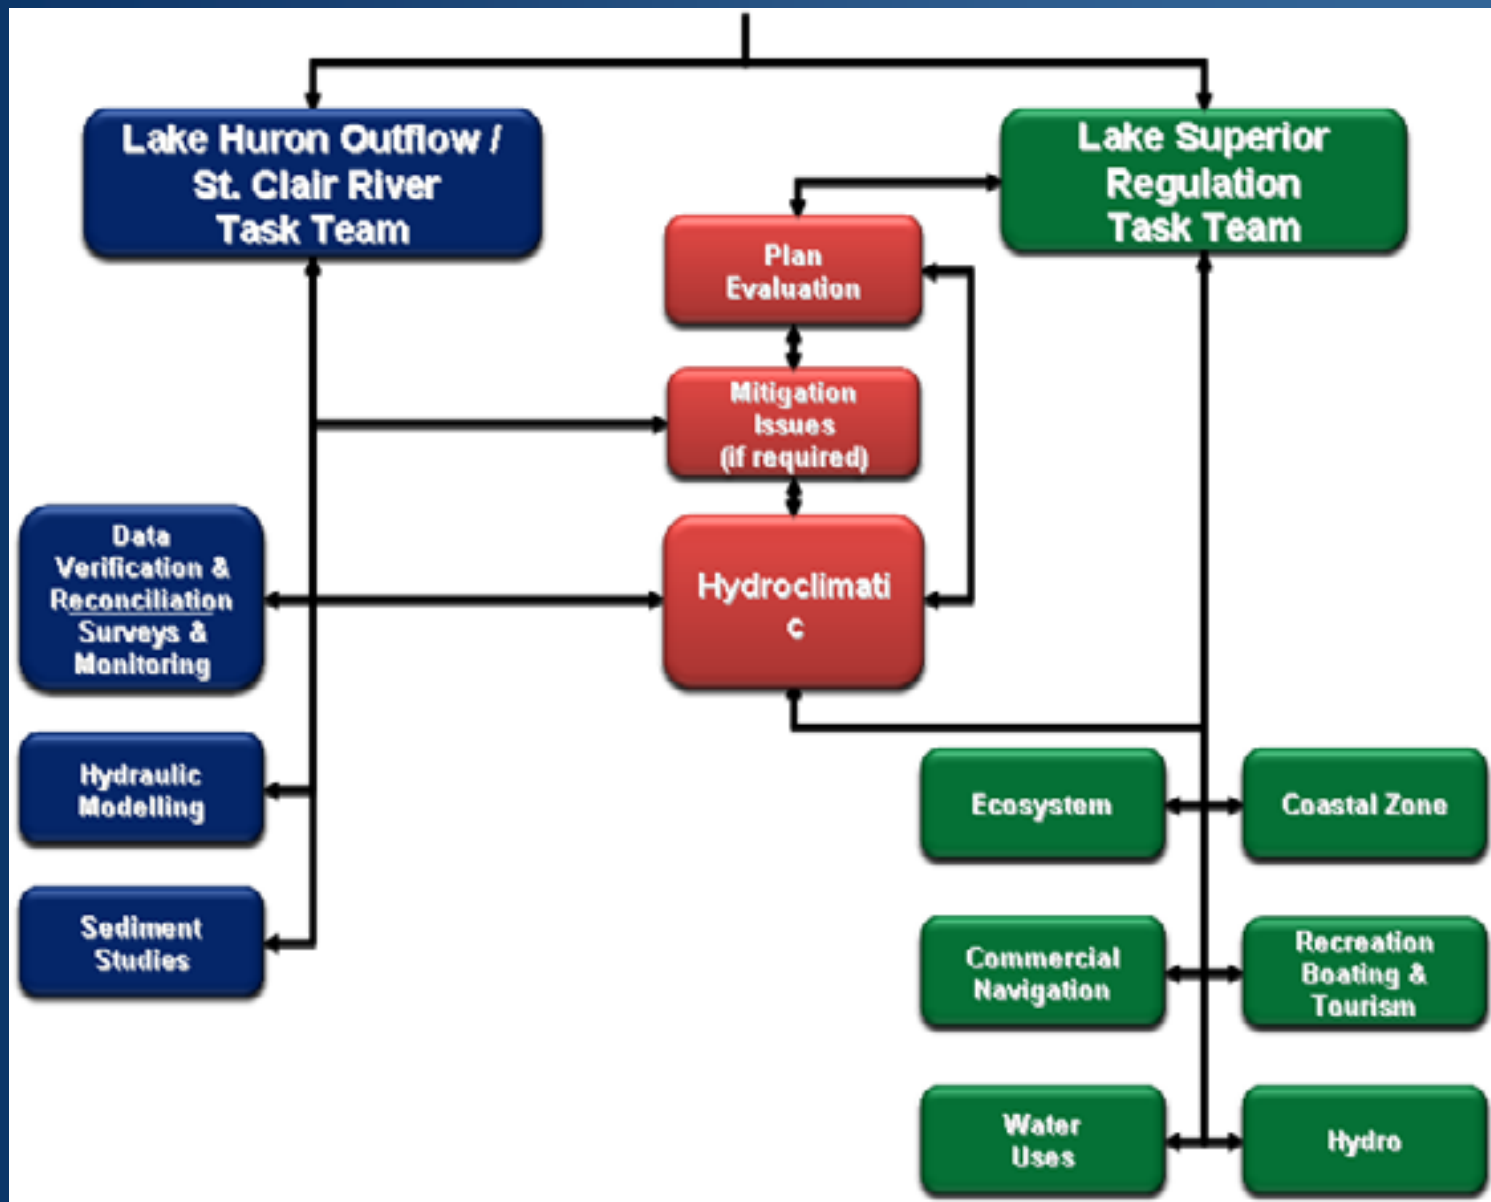 Lake Huron Outflow /
St. Clair River
Task Team
Lake Superior
Regulation
Task Team
Plan
Evaluation
Mitigation
Issues
(if required)
Data
Verification &
Reconciliation
Surveys &
Monitoring
Hydroclimati
c
Hydraulic
Modelling
Ecosystem
Coastal Zone
Sediment
Studies
Commercial
Navigation
Recreation
Boating &
Tourism
Water
Uses
Hydro